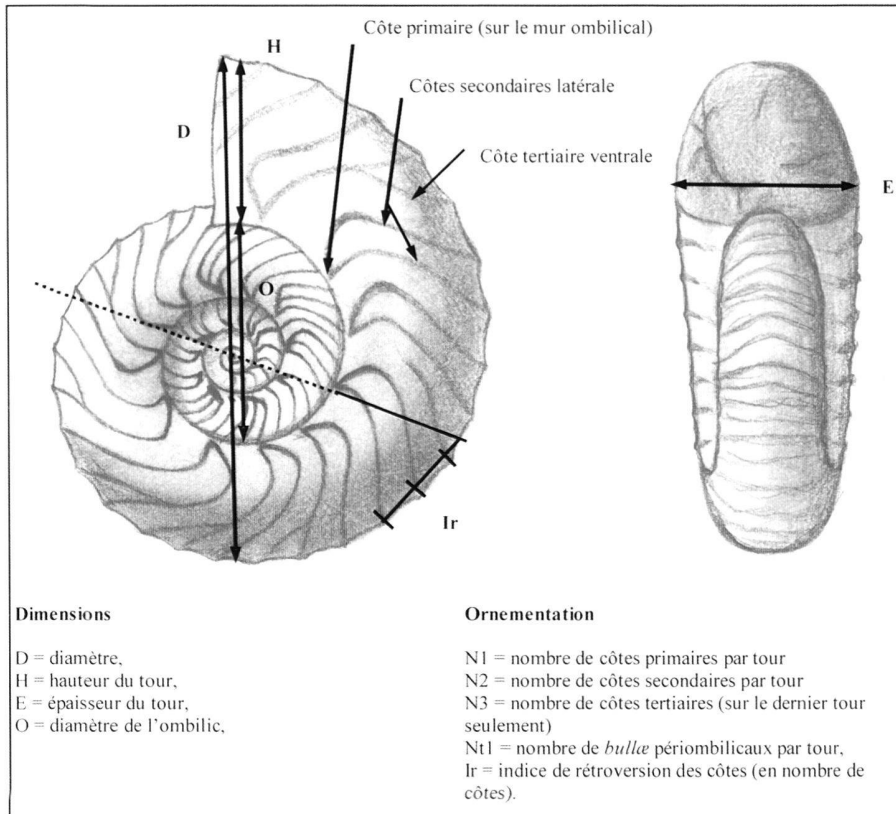 H
Côte primaire (sur le mur ombilical)
Côtes secondaires latérale
D
Côte tertiaire ventrale
E
O
Ir
Dimensions
D = diamètre,
H = hauteur du tour,
E = épaisseur du tour,
O = diamètre de l'ombilic,
Ornementation
N1 = nombre de côtes primaires par tour
N2 = nombre de côtes secondaires par tour
N3 = nombre de côtes tertiaires (sur le dernier tour
seulement)
Nt1 = nombre de bullæ périombilicaux par tour,
Ir = indice de rétroversion des côtes (en nombre de
côtes).